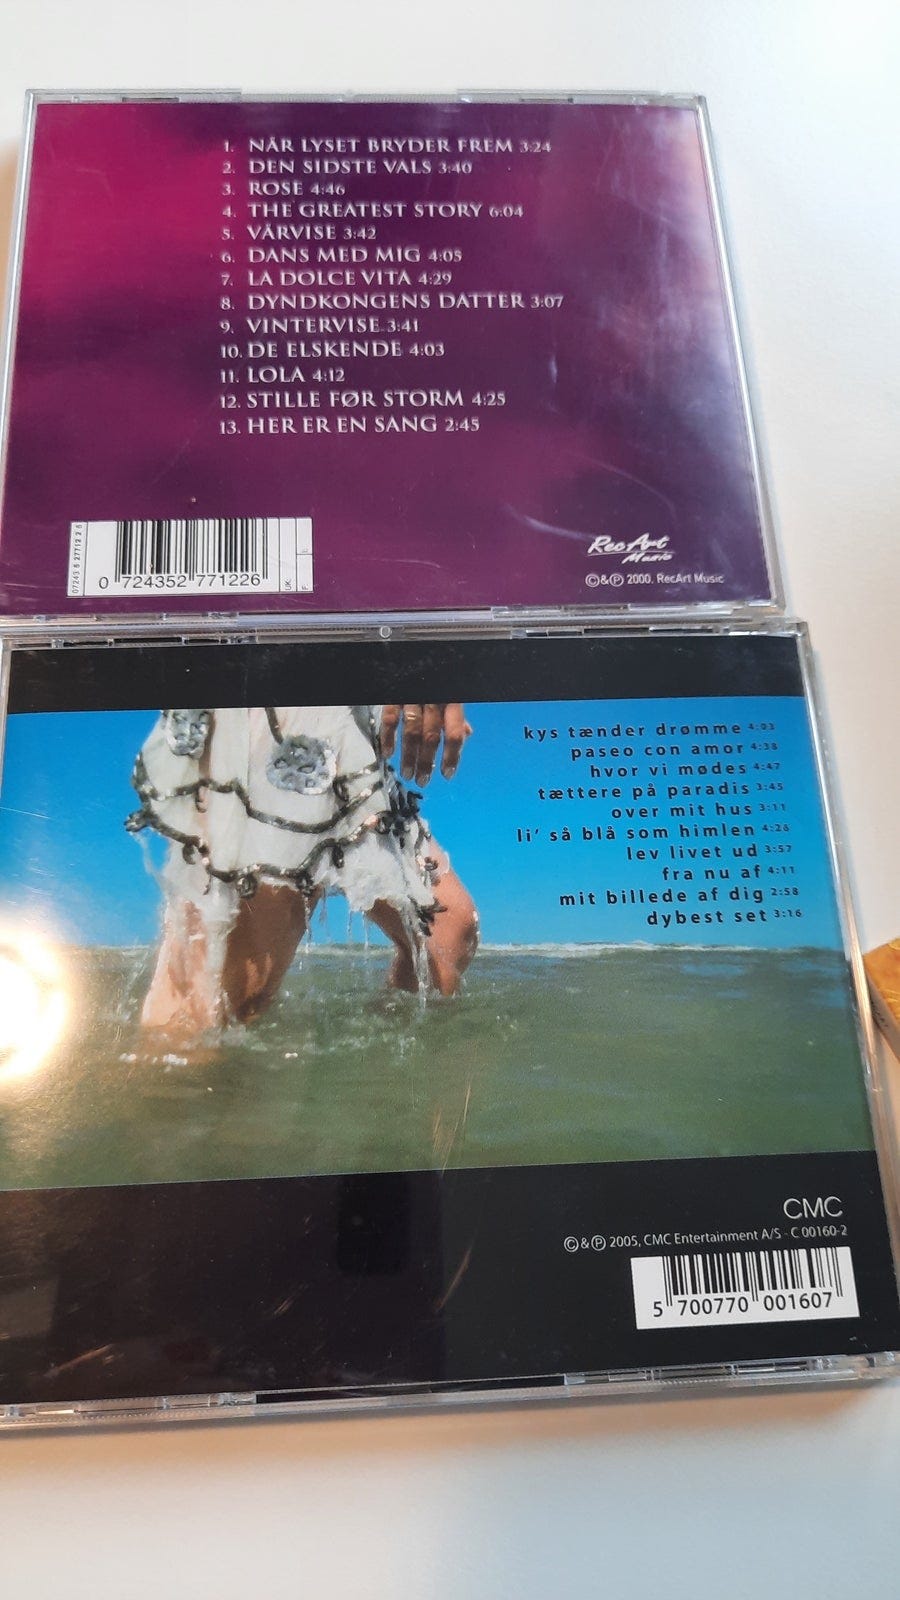 1. NÅR LYSET BRYDER FREM 3:24
2. DEN SIDSTE VALS 3:40
3. ROSE 4:46
4. THE GREATEST STORY 6:04
5. VÅRVISE 3:42
6. DANS MED MIG 4:05
7. LA DOLCE VITA 4:29
8. DYNDKONGENS DATTER 3:07
9. VINTERVISE 3:41
10. DE ELSKENDE 4:03
11. LOLA 4:12
12. STILLE FØR STORM 4:25
13. HER ER EN SANG 2:45
07243 5 27712 2 6
0 724352 771226
UK:
F:
RecArt
Music
©&℗ 2000. RecArt Music
kys tænder drømme 4:03
paseo con amor 4:38
hvor vi mødes 4:47
tættere på paradis 3:45
over mit hus 3:11
li' så blå som himlen 4:26
lev livet ud 3:57
fra nu af 4:11
mit billede af dig 2:58
dybest set 3:16
CMC
©&℗ 2005, CMC Entertainment A/S - C 00160-2
5 700770 001607